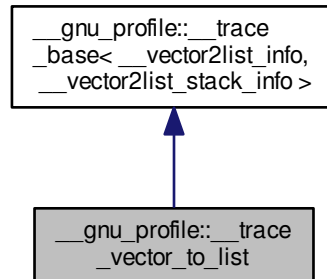 __gnu_profile::__trace
_base< __vector2list_info,
__vector2list_stack_info >
__gnu_profile::__trace
_vector_to_list